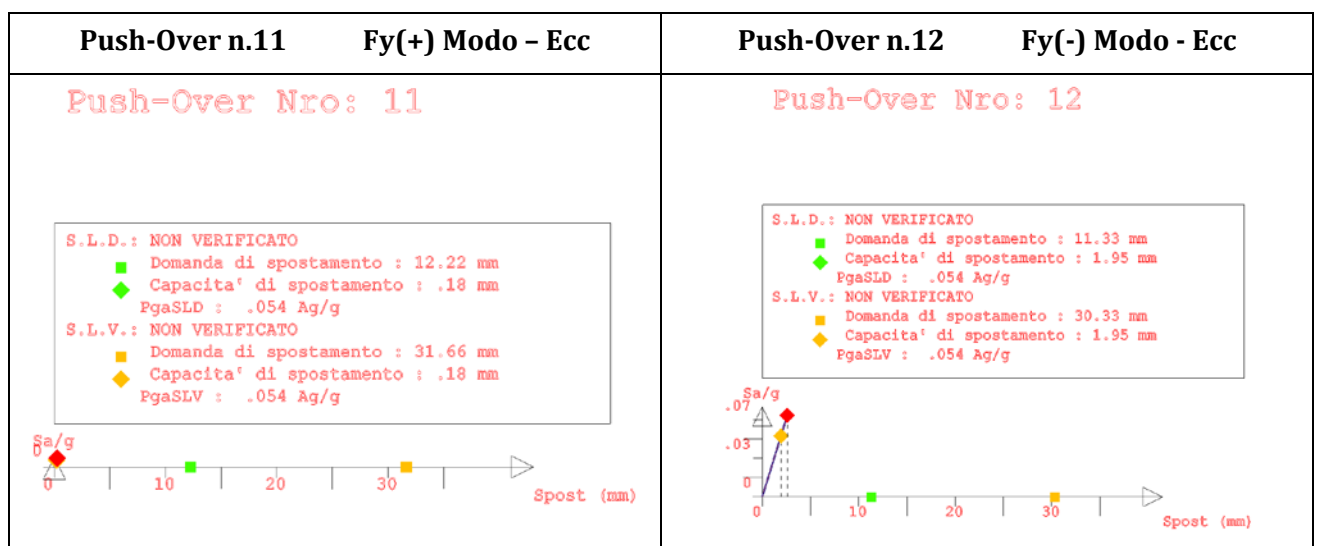 Push-Over n.11 Fy(+) Modo – Ecc
Push-Over Nro: 11
S.L.D.: NON VERIFICATO
Domanda di spostamento : 12.22 mm
Capacita' di spostamento : .18 mm
PgaSLD : .054 Ag/g
S.L.V.: NON VERIFICATO
Domanda di spostamento : 31.66 mm
Capacita' di spostamento : .18 mm
PgaSLV : .054 Ag/g
Sa/g
0
0 10 20 30
Spost (mm)
Push-Over n.12 Fy(-) Modo - Ecc
Push-Over Nro: 12
S.L.D.: NON VERIFICATO
Domanda di spostamento : 11.33 mm
Capacita' di spostamento : 1.95 mm
PgaSLD : .054 Ag/g
S.L.V.: NON VERIFICATO
Domanda di spostamento : 30.33 mm
Capacita' di spostamento : 1.95 mm
PgaSLV : .054 Ag/g
Sa/g
.07
.03
0
0 10 20 30
Spost (mm)